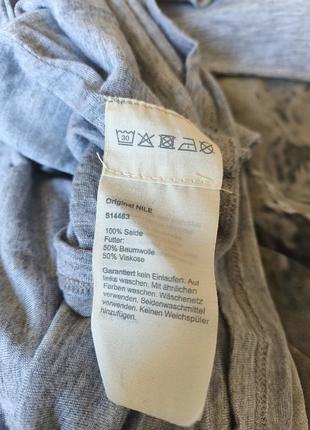 30
Original NILE
S14463
100% Seide
Futter:
50% Baumwolle
50% Viskose
Garantiert kein Einlaufen. Auf
links waschen. Mit ähnlichen
Farben waschen. Wäschenetz
verwenden. Seidenwaschmittel
verwenden. Keinen Weichspüler
hinzufügen.